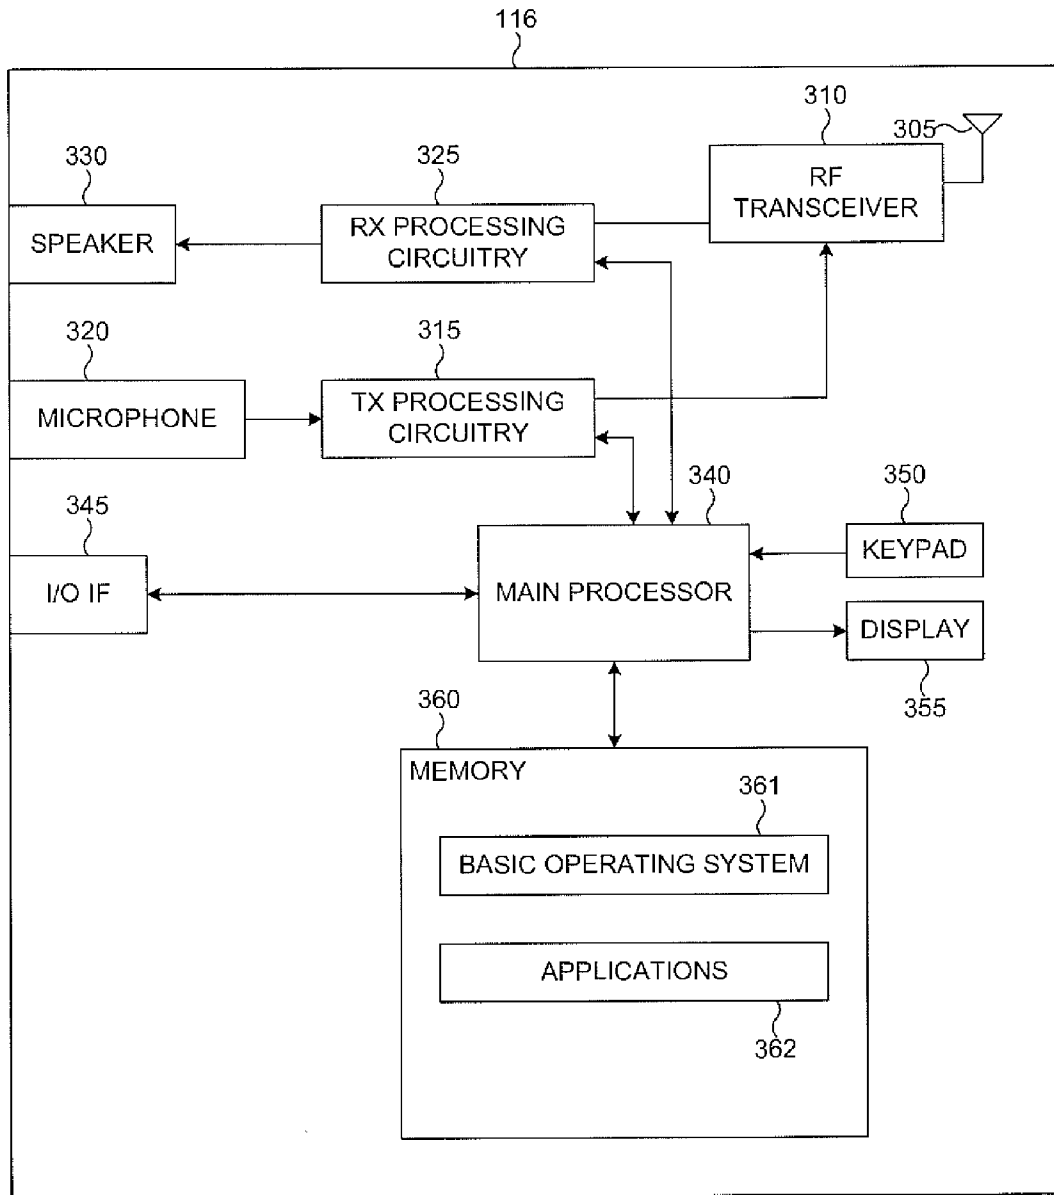 116
310
305
330
325
RF
TRANSCEIVER
RX PROCESSING
CIRCUITRY
SPEAKER
320
315
MICROPHONE
TX PROCESSING
CIRCUITRY
340
350
345
KEYPAD
I/O IF
MAIN PROCESSOR
DISPLAY
355
360
MEMORY
361
BASIC OPERATING SYSTEM
APPLICATIONS
362